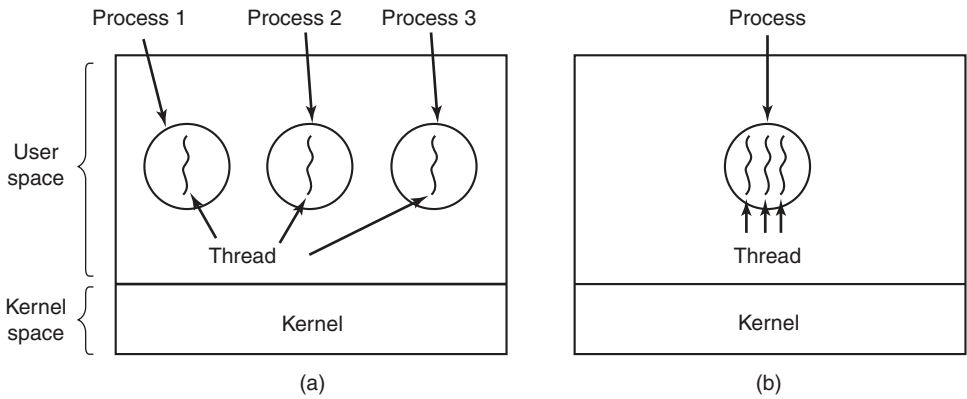 Process 1
Process 2
Process 3
Process
User
space
Thread
Thread
Kernel
space
Kernel
Kernel
(a)
(b)